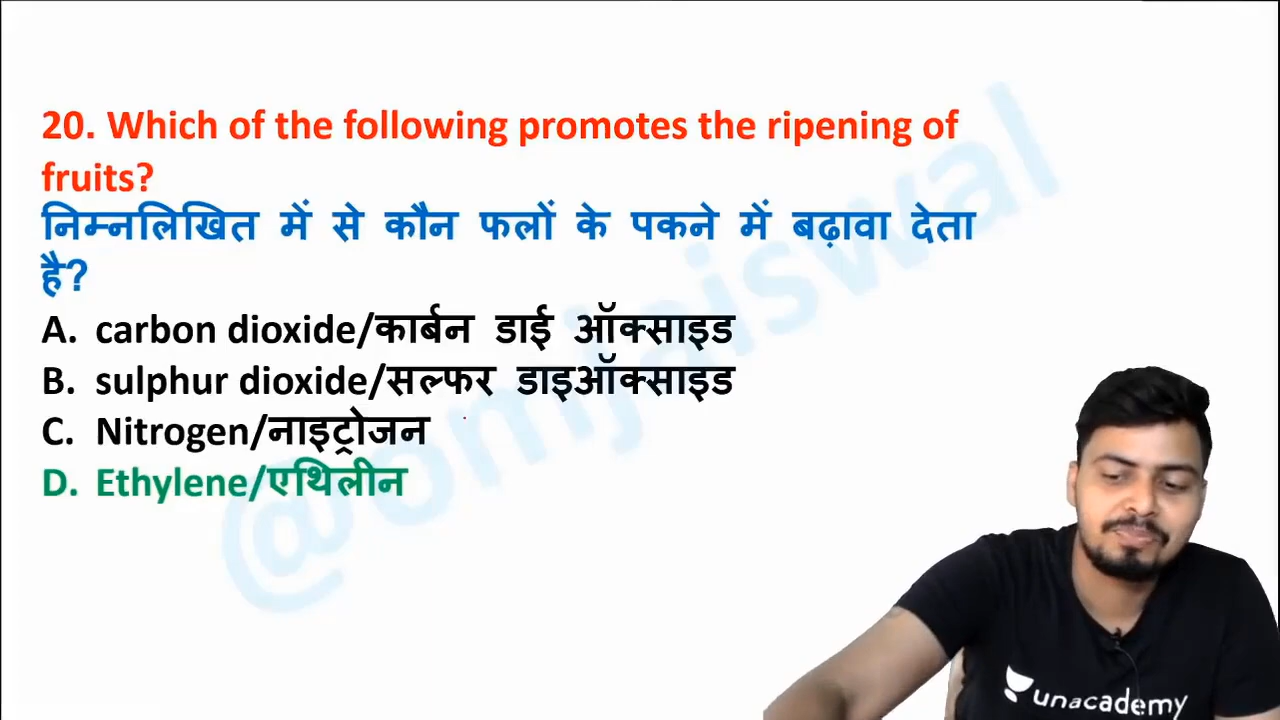 20. Which of the following promotes the ripening of
fruits?
निम्नलिखित में से कौन फलों के पकने में बढ़ावा देता
है?
A. carbon dioxide/कार्बन डाई ऑक्साइड
B. sulphur dioxide/सल्फर डाइऑक्साइड
C. Nitrogen/नाइट्रोजन
D. Ethylene/एथिलीन
@omjaiswal
unacademy